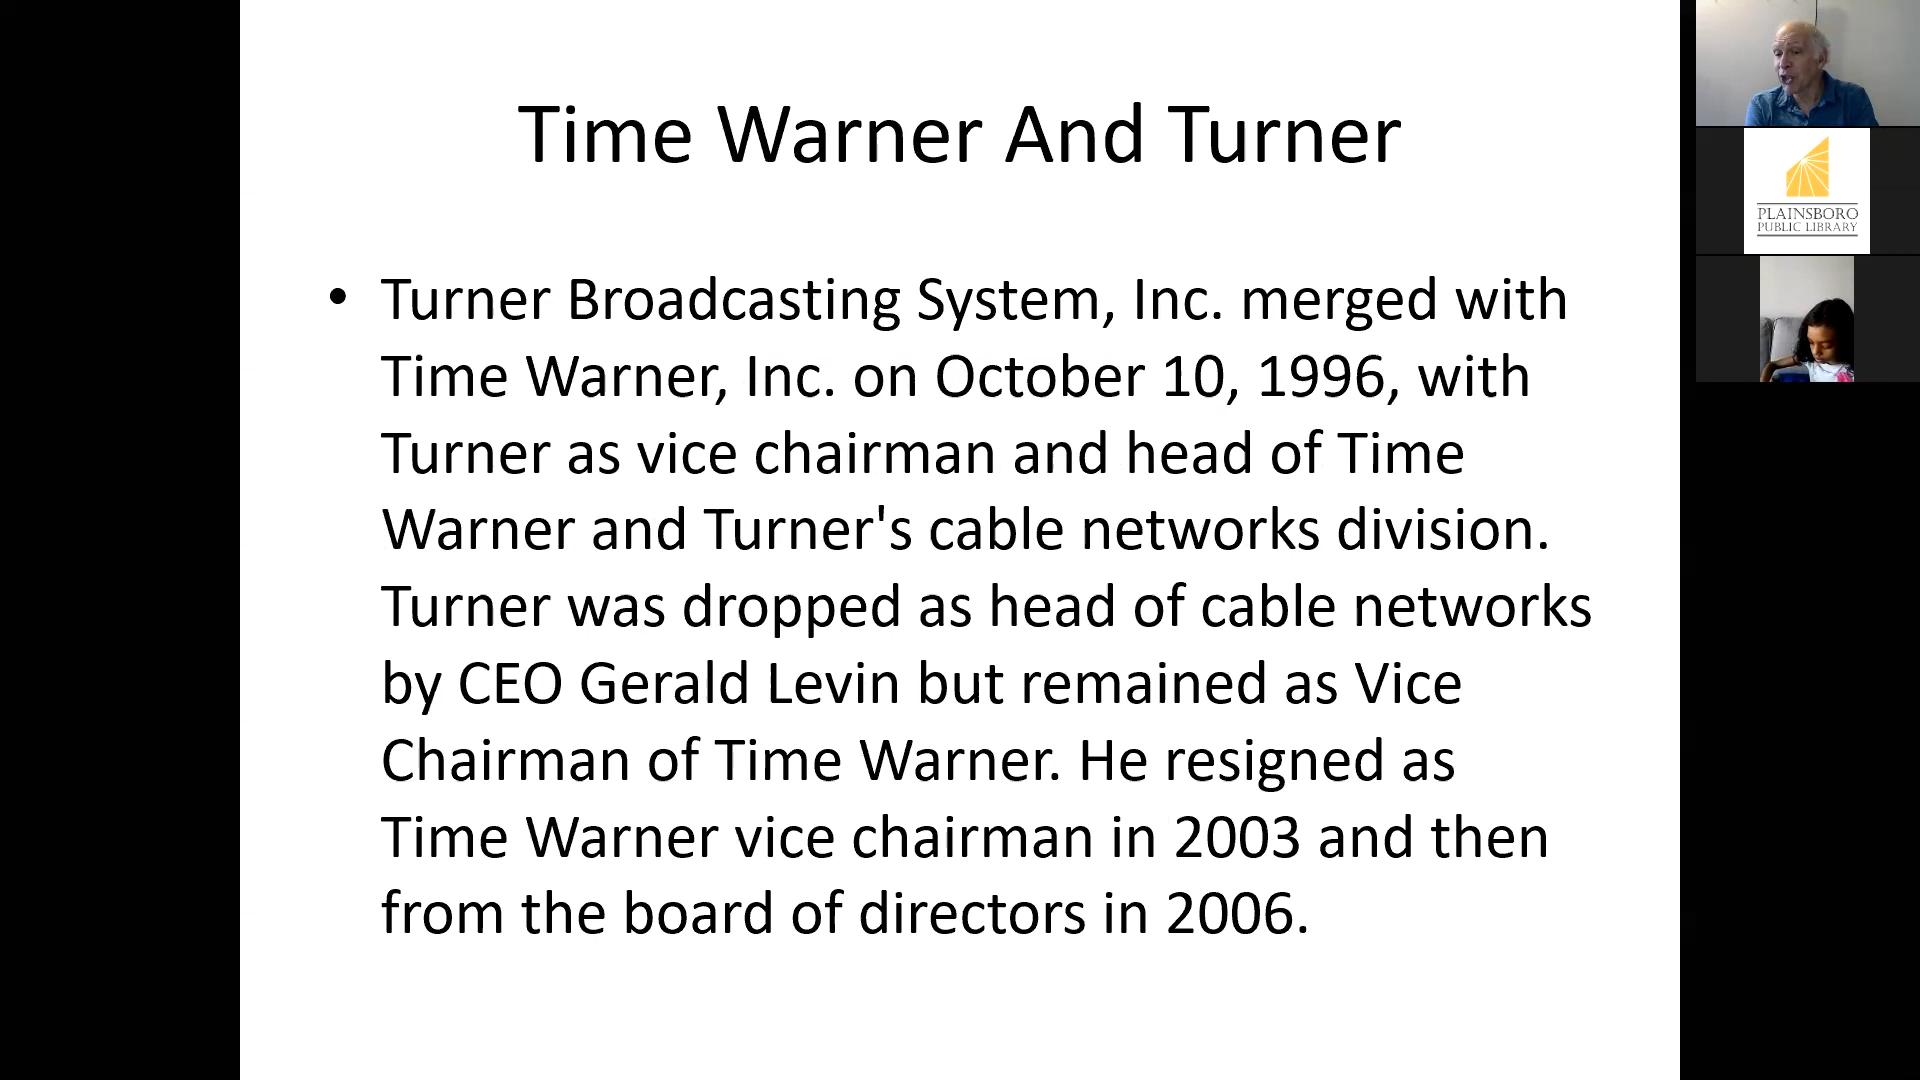 Time Warner And Turner
• Turner Broadcasting System, Inc. merged with
Time Warner, Inc. on October 10, 1996, with
Turner as vice chairman and head of Time
Warner and Turner's cable networks division.
Turner was dropped as head of cable networks
by CEO Gerald Levin but remained as Vice
Chairman of Time Warner. He resigned as
Time Warner vice chairman in 2003 and then
from the board of directors in 2006.
PLAINSBORO
PUBLIC LIBRARY